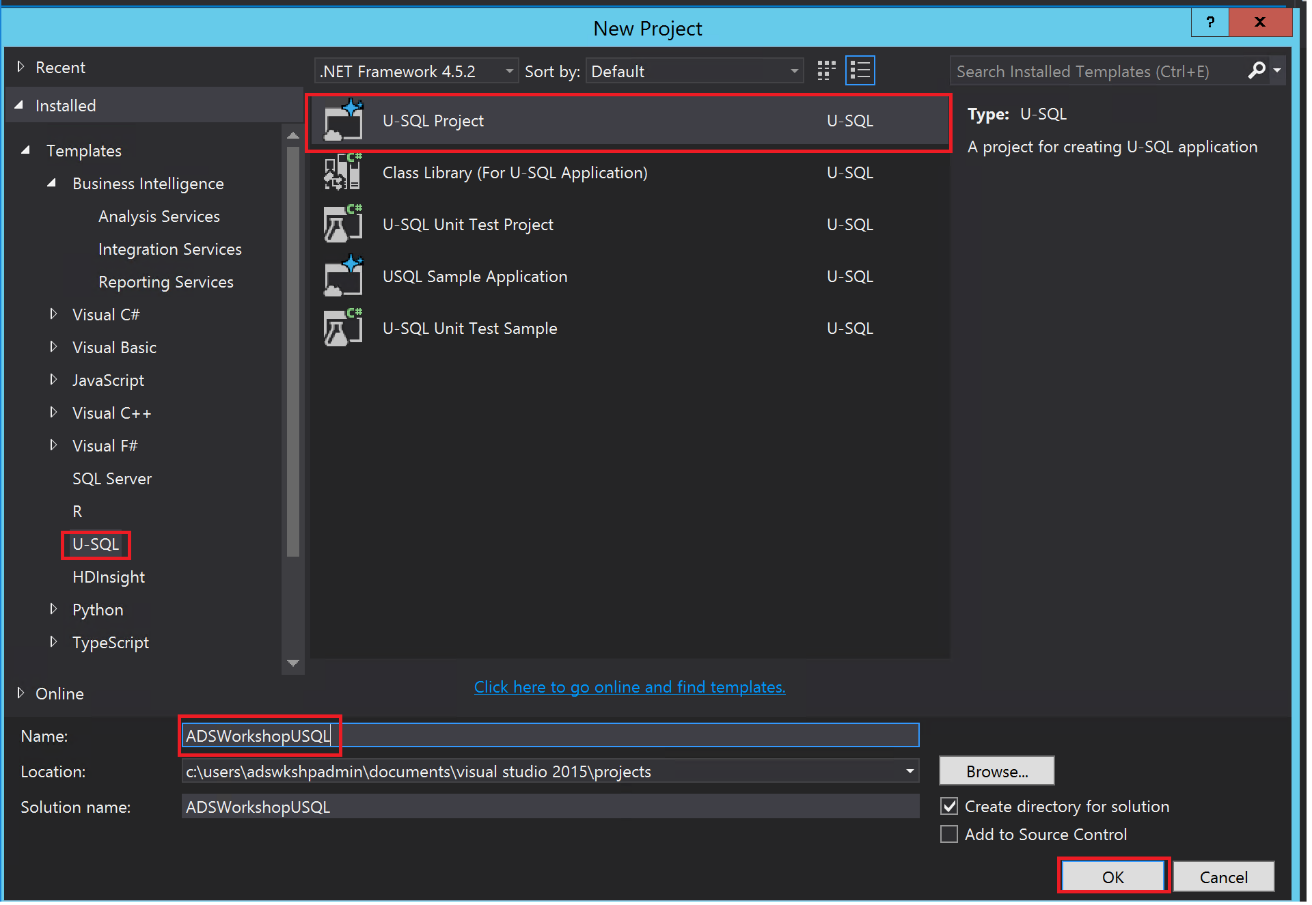 New Project
?
x
Recent
.NET Framework 4.5.2
Sort by:
Default
Search Installed Templates (Ctrl+E)
Installed
Templates
Business Intelligence
Analysis Services
Integration Services
Reporting Services
Visual C#
Visual Basic
JavaScript
Visual C++
Visual F#
SQL Server
R
U-SQL
HDInsight
Python
TypeScript
Online
U-SQL Project U-SQL
C#
Class Library (For U-SQL Application) U-SQL
C#
U-SQL Unit Test Project U-SQL
USQL Sample Application U-SQL
C#
U-SQL Unit Test Sample U-SQL
Type: U-SQL
A project for creating U-SQL application
Click here to go online and find templates.
Name: ADSWorkshopUSQL
Location: c:\users\adswkshpadmin\documents\visual studio 2015\projects
Browse...
Solution name: ADSWorkshopUSQL
Create directory for solution
Add to Source Control
OK
Cancel